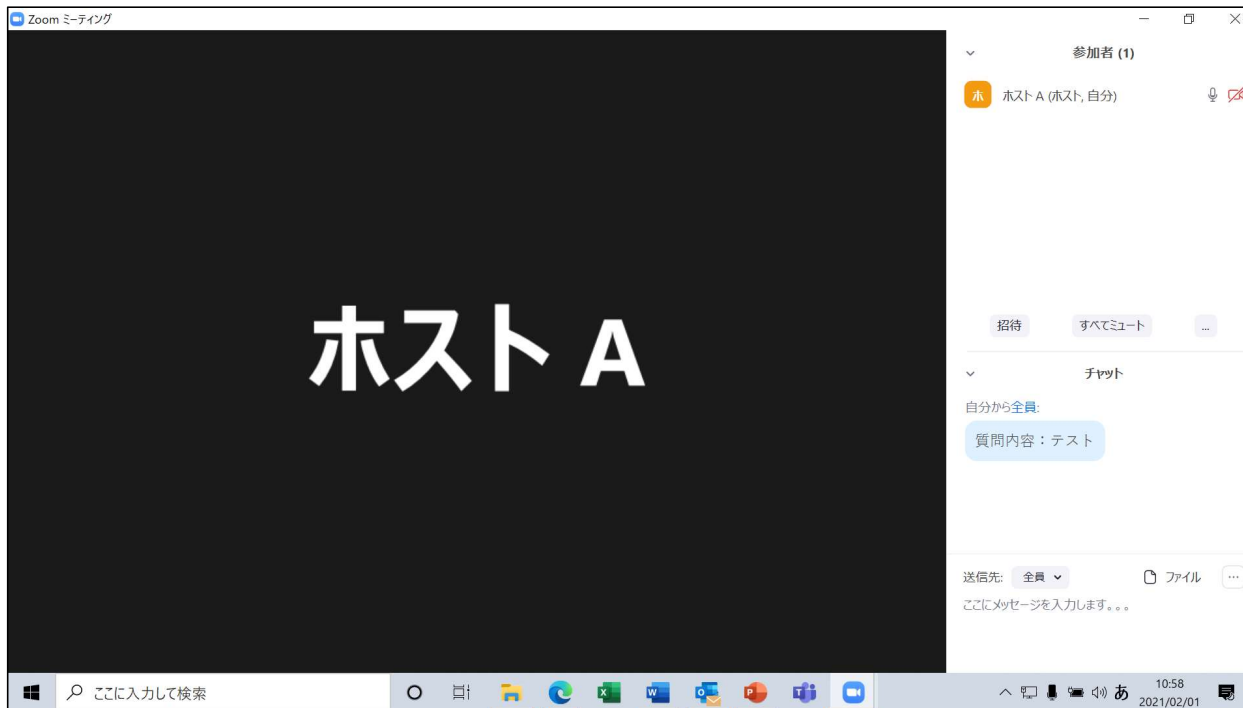 Zoom ミーティング
参加者 (1)
ホ
ホスト A (ホスト, 自分)
ホスト A
招待
すべてミュート
...
チャット
自分から全員:
質問内容：テスト
送信先:
全員
ファイル
...
ここにメッセージを入力します。。。
ここに入力して検索
あ
10:58
2021/02/01